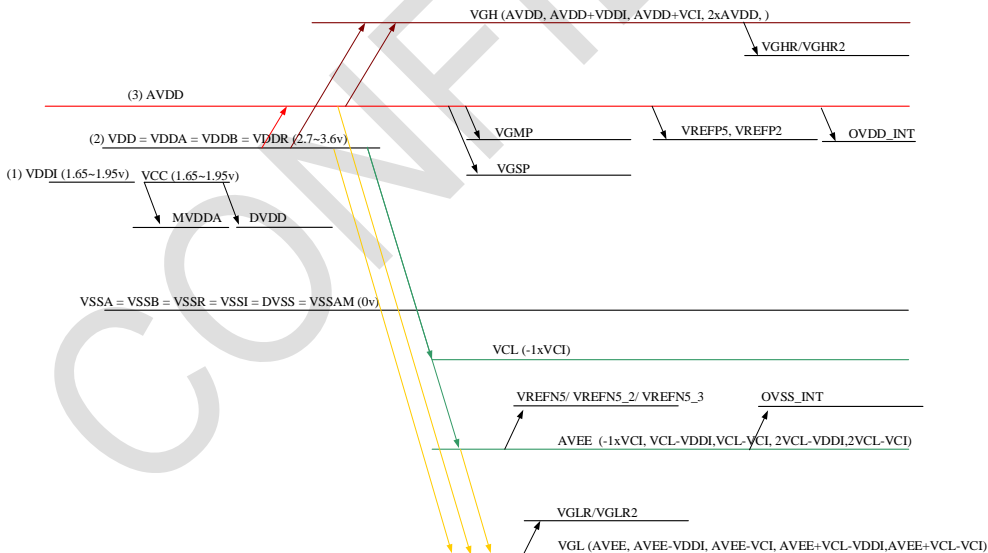 VGH (AVDD, AVDD+VDDI, AVDD+VCI, 2xAVDD, )
VGHR/VGHR2
(3) AVDD
VGMP
VREFP5, VREFP2
OVDD_INT
(2) VDD = VDDA = VDDB = VDDR (2.7~3.6v)
VGSP
(1) VDDI (1.65~1.95v)
VCC (1.65~1.95v)
MVDDA
DVDD
VSSA = VSSB = VSSR = VSSI = DVSS = VSSAM (0v)
VCL (-1xVCI)
VREFN5/ VREFN5_2/ VREFN5_3
OVSS_INT
AVEE (-1xVCI, VCL-VDDI,VCL-VCI, 2VCL-VDDI,2VCL-VCI)
VGLR/VGLR2
VGL (AVEE, AVEE-VDDI, AVEE-VCI, AVEE+VCL-VDDI,AVEE+VCL-VCI)
CONFI